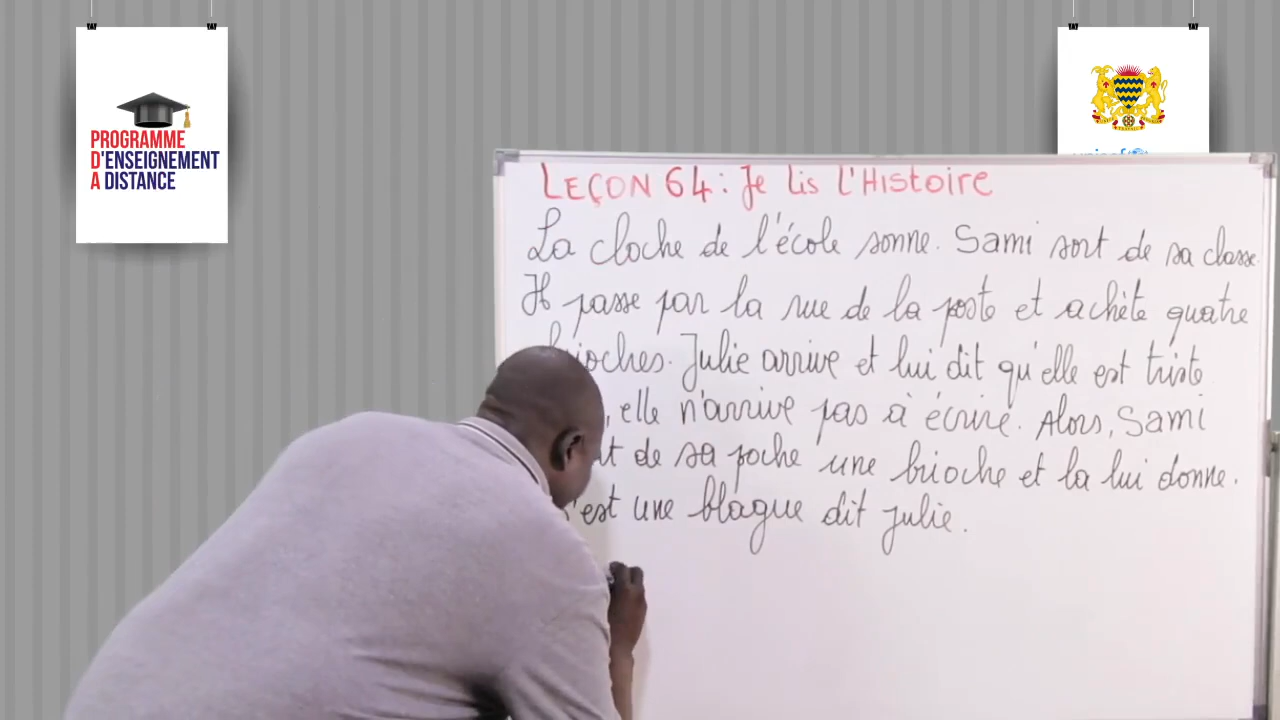 PROGRAMME
D'ENSEIGNEMENT
A DISTANCE
LEÇON 64: Je lis l'Histoire
La cloche de l'école sonne. Sami sort de sa classe.
Il passe par la rue de la poste et achète quatre
brioches. Julie arrive et lui dit qu'elle est triste
, elle n'arrive pas à écrire. Alors, Sami
de sa poche une brioche et la lui donne.
C'est une blague dit Julie.